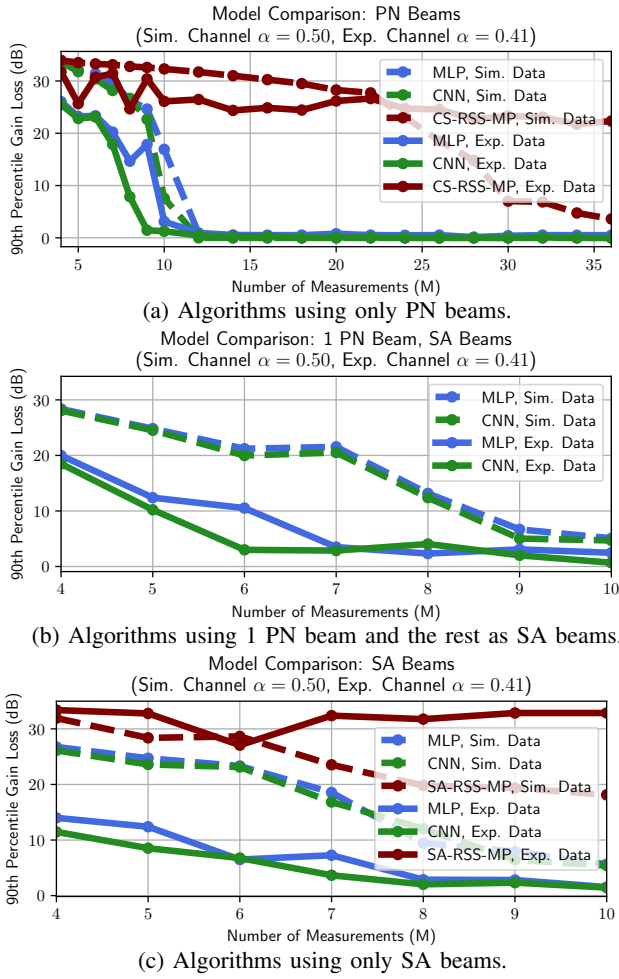 Model Comparison: PN Beams
(Sim. Channel α = 0.50, Exp. Channel α = 0.41)
90th Percentile Gain Loss (dB)
30
20
10
0
MLP, Sim. Data
CNN, Sim. Data
CS-RSS-MP, Sim. Data
MLP, Exp. Data
CNN, Exp. Data
CS-RSS-MP, Exp. Data
5 10 15 20 25 30 35
Number of Measurements (M)
(a) Algorithms using only PN beams.
Model Comparison: 1 PN Beam, SA Beams
(Sim. Channel α = 0.50, Exp. Channel α = 0.41)
90th Percentile Gain Loss (dB)
30
20
10
0
MLP, Sim. Data
CNN, Sim. Data
MLP, Exp. Data
CNN, Exp. Data
4 5 6 7 8 9 10
Number of Measurements (M)
(b) Algorithms using 1 PN beam and the rest as SA beams.
Model Comparison: SA Beams
(Sim. Channel α = 0.50, Exp. Channel α = 0.41)
90th Percentile Gain Loss (dB)
30
20
10
0
MLP, Sim. Data
CNN, Sim. Data
SA-RSS-MP, Sim. Data
MLP, Exp. Data
CNN, Exp. Data
SA-RSS-MP, Exp. Data
4 5 6 7 8 9 10
Number of Measurements (M)
(c) Algorithms using only SA beams.